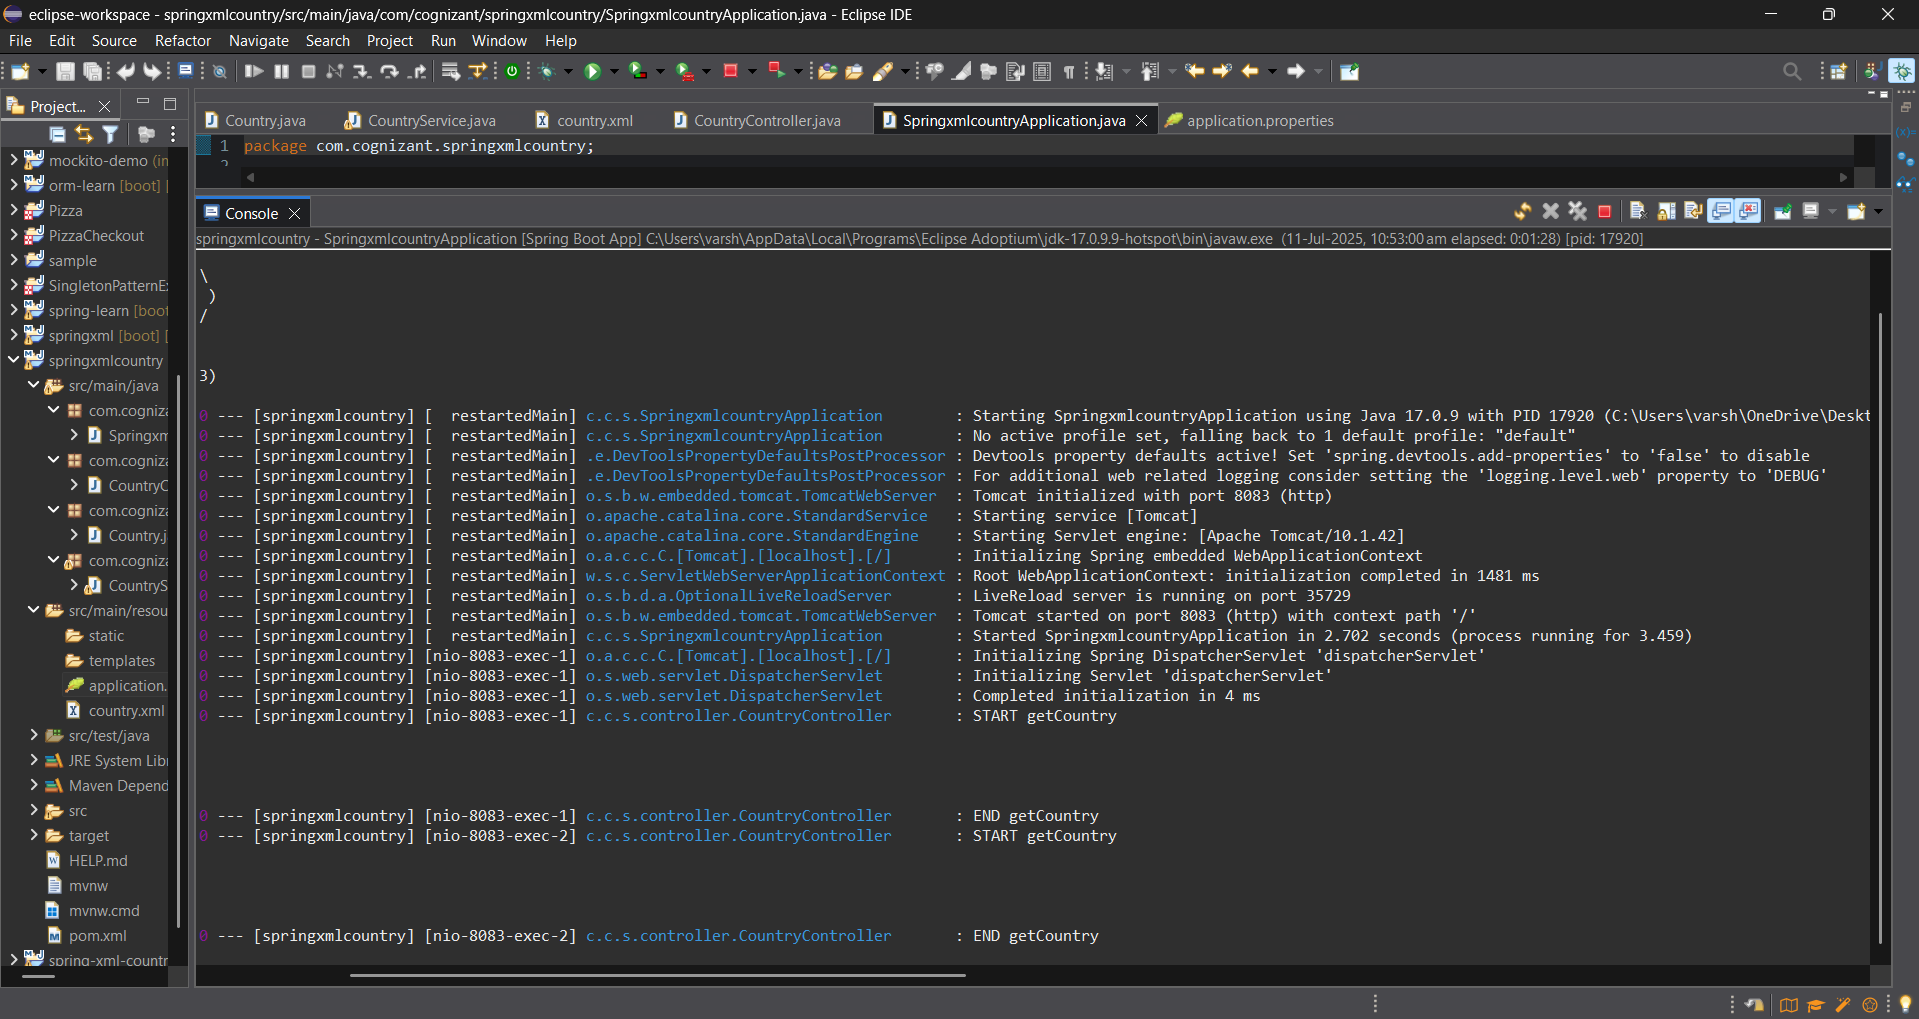 eclipse-workspace - springxmlcountry/src/main/java/com/cognizant/springxmlcountry/SpringxmlcountryApplication.java - Eclipse IDE
File Edit Source Refactor Navigate Search Project Run Window Help
Project...
Country.java CountryService.java country.xml CountryController.java SpringxmlcountryApplication.java application.properties
1 package com.cognizant.springxmlcountry;
2
mockito-demo (in
orm-learn [boot] [
Pizza
PizzaCheckout
sample
SingletonPatternE
spring-learn [boot
springxml [boot] [
springxmlcountry
src/main/java
com.cogniza
Springxm
com.cogniza
CountryC
com.cogniza
Country.j
com.cogniza
CountryS
src/main/resou
static
templates
application.
country.xml
src/test/java
JRE System Libr
Maven Depend
src
target
HELP.md
mvnw
mvnw.cmd
pom.xml
spring-xml-countr
Console
springxmlcountry - SpringxmlcountryApplication [Spring Boot App] C:\Users\varsh\AppData\Local\Programs\Eclipse Adoptium\jdk-17.0.9.9-hotspot\bin\javaw.exe (11-Jul-2025, 10:53:00 am elapsed: 0:01:28) [pid: 17920]
\
)
/
3)
0 --- [springxmlcountry] [  restartedMain] c.c.s.SpringxmlcountryApplication : Starting SpringxmlcountryApplication using Java 17.0.9 with PID 17920 (C:\Users\varsh\OneDrive\Deskt
0 --- [springxmlcountry] [  restartedMain] c.c.s.SpringxmlcountryApplication : No active profile set, falling back to 1 default profile: "default"
0 --- [springxmlcountry] [  restartedMain] .e.DevToolsPropertyDefaultsPostProcessor : Devtools property defaults active! Set 'spring.devtools.add-properties' to 'false' to disable
0 --- [springxmlcountry] [  restartedMain] .e.DevToolsPropertyDefaultsPostProcessor : For additional web related logging consider setting the 'logging.level.web' property to 'DEBUG'
0 --- [springxmlcountry] [  restartedMain] o.s.b.w.embedded.tomcat.TomcatWebServer : Tomcat initialized with port 8083 (http)
0 --- [springxmlcountry] [  restartedMain] o.apache.catalina.core.StandardService : Starting service [Tomcat]
0 --- [springxmlcountry] [  restartedMain] o.apache.catalina.core.StandardEngine : Starting Servlet engine: [Apache Tomcat/10.1.42]
0 --- [springxmlcountry] [  restartedMain] o.a.c.c.C.[Tomcat].[localhost].[/] : Initializing Spring embedded WebApplicationContext
0 --- [springxmlcountry] [  restartedMain] w.s.c.ServletWebServerApplicationContext : Root WebApplicationContext: initialization completed in 1481 ms
0 --- [springxmlcountry] [  restartedMain] o.s.b.d.a.OptionalLiveReloadServer : LiveReload server is running on port 35729
0 --- [springxmlcountry] [  restartedMain] o.s.b.w.embedded.tomcat.TomcatWebServer : Tomcat started on port 8083 (http) with context path '/'
0 --- [springxmlcountry] [  restartedMain] c.c.s.SpringxmlcountryApplication : Started SpringxmlcountryApplication in 2.702 seconds (process running for 3.459)
0 --- [springxmlcountry] [nio-8083-exec-1] o.a.c.c.C.[Tomcat].[localhost].[/] : Initializing Spring DispatcherServlet 'dispatcherServlet'
0 --- [springxmlcountry] [nio-8083-exec-1] o.s.web.servlet.DispatcherServlet : Initializing Servlet 'dispatcherServlet'
0 --- [springxmlcountry] [nio-8083-exec-1] o.s.web.servlet.DispatcherServlet : Completed initialization in 4 ms
0 --- [springxmlcountry] [nio-8083-exec-1] c.c.s.controller.CountryController : START getCountry
0 --- [springxmlcountry] [nio-8083-exec-1] c.c.s.controller.CountryController : END getCountry
0 --- [springxmlcountry] [nio-8083-exec-2] c.c.s.controller.CountryController : START getCountry
0 --- [springxmlcountry] [nio-8083-exec-2] c.c.s.controller.CountryController : END getCountry